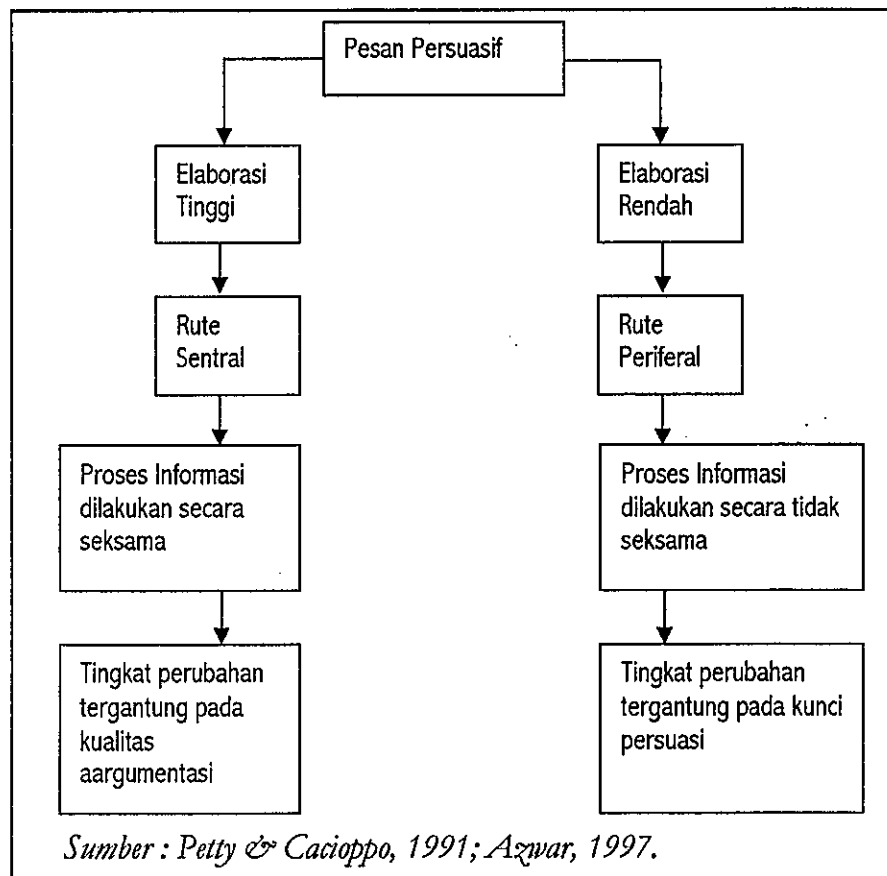 Pesan Persuasif
Elaborasi
Tinggi
Elaborasi
Rendah
Rute
Sentral
Rute
Periferal
Proses Informasi
dilakukan secara
seksama
Proses Informasi
dilakukan secara tidak
seksama
Tingkat perubahan
tergantung pada
kualitas
aargumentasi
Tingkat perubahan
tergantung pada kunci
persuasi
Sumber : Petty & Cacioppo, 1991; Azwar, 1997.